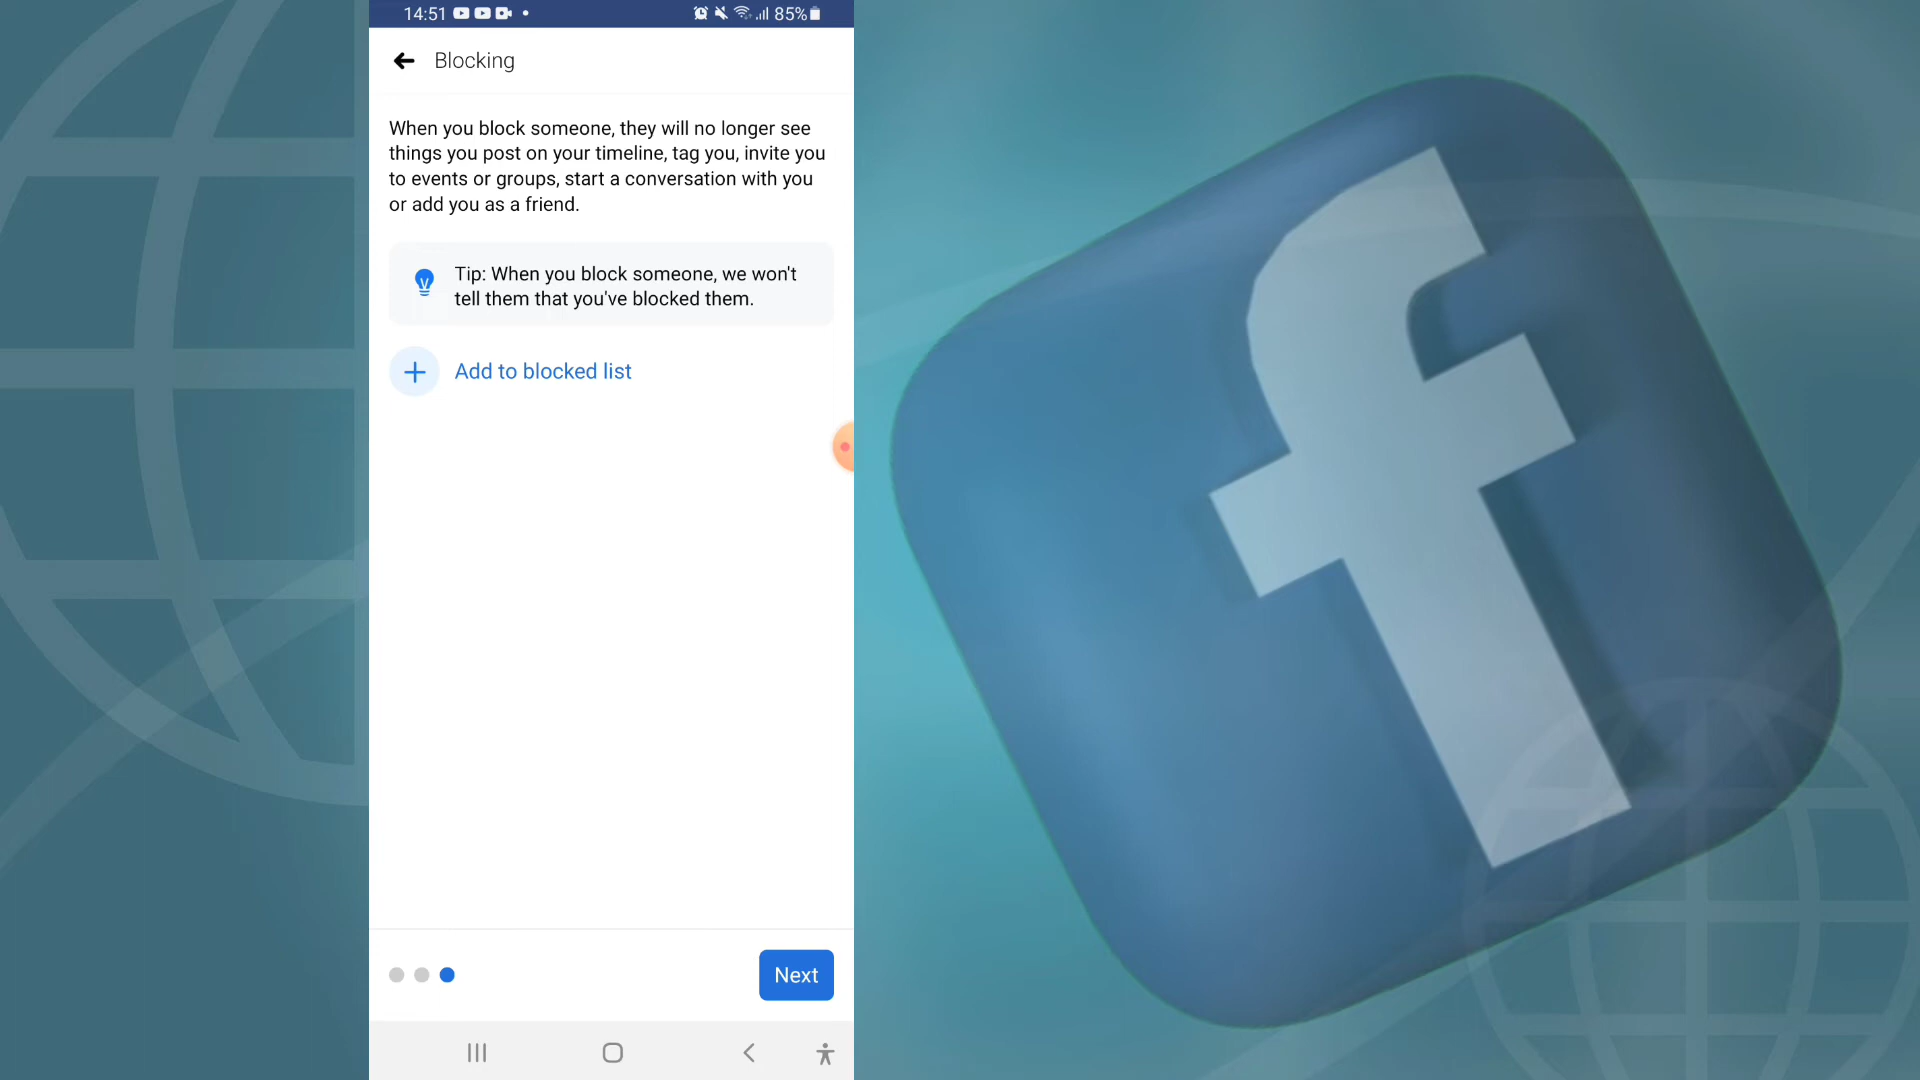 14:51
85%
Blocking
When you block someone, they will no longer see
things you post on your timeline, tag you, invite you
to events or groups, start a conversation with you
or add you as a friend.
Tip: When you block someone, we won't
tell them that you've blocked them.
Add to blocked list
Next
f